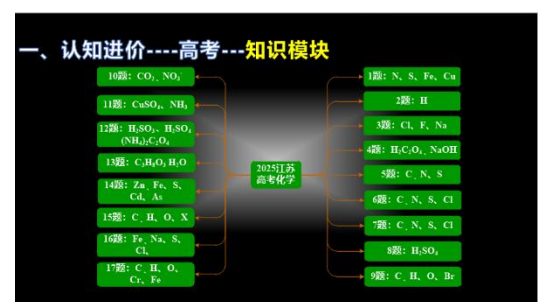 一、认知进价----高考---知识模块
10题：CO₂、NO₃⁻
11题：CuSO₄、NH₃
12题：H₂SO₃、H₂SO₄
(NH₄)₂C₂O₄
13题：C₃H₈O₃ H₂O
14题：Zn、Fe、S、
Cd、As
15题：C、H、O、X
16题：Fe、Na、S、
Cl、
17题：C、H、O、
Cr、Fe
2025江苏
高考化学
1题：N、S、Fe、Cu
2题：H
3题：Cl、F、Na
4题：H₂C₂O₄、NaOH
5题：C、N、S
6题：C、N、S、Cl
7题：C、N、S、Cl
8题：H₂SO₄
9题：C、H、O、Br